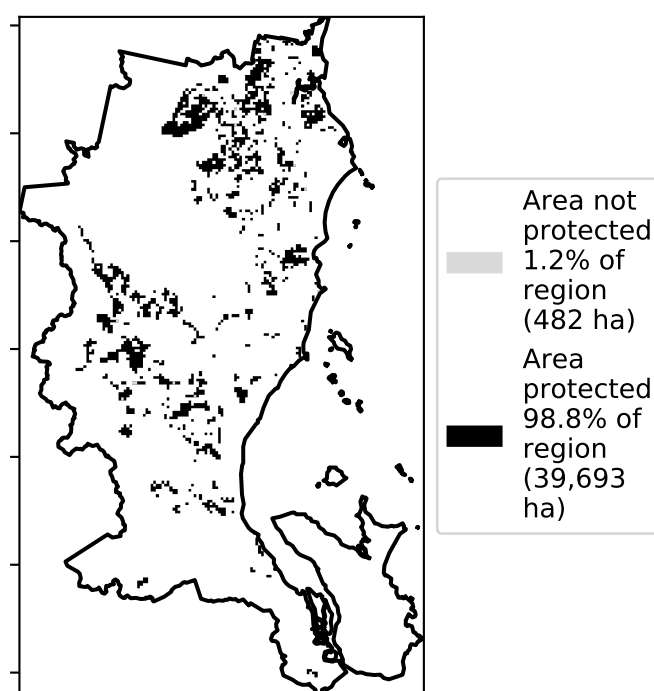 Area not
protected
1.2% of
region
(482 ha)
Area
protected
98.8% of
region
(39,693
ha)